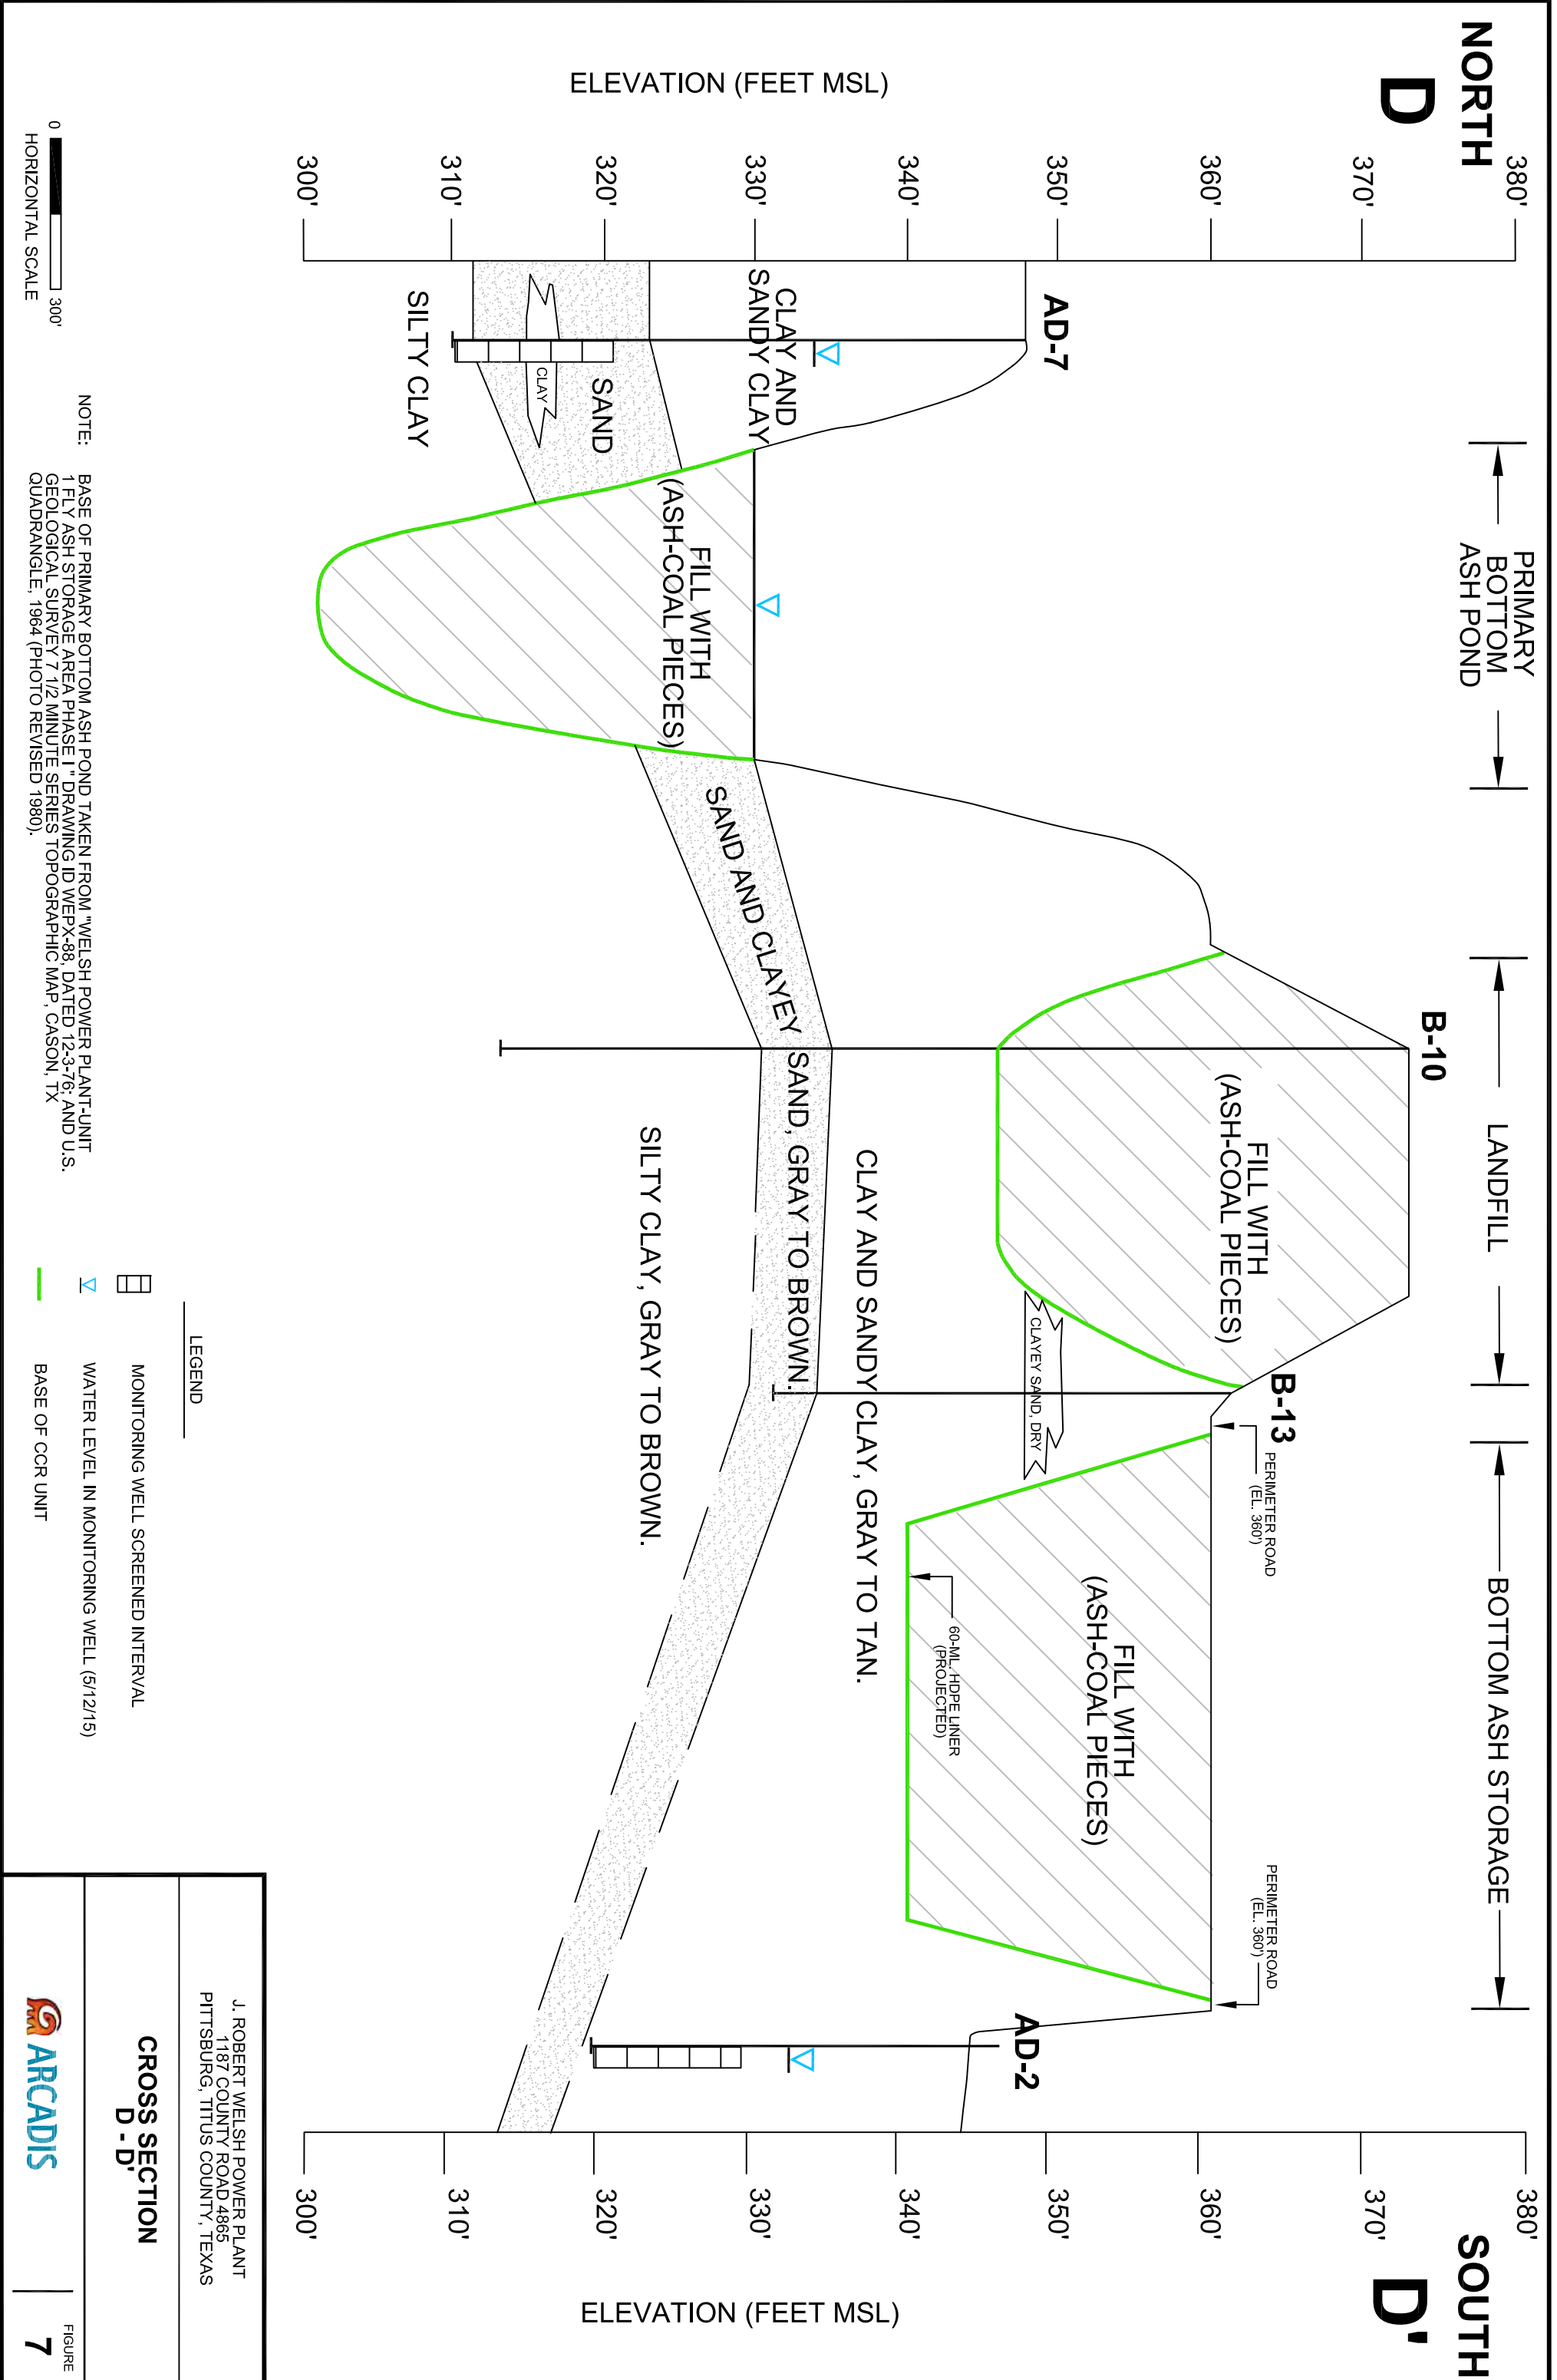 NORTH
D
SOUTH
D'
PRIMARY
BOTTOM
ASH POND
LANDFILL
BOTTOM ASH STORAGE
ELEVATION (FEET MSL)
380'
370'
360'
350'
340'
330'
320'
310'
300'
AD-7
B-10
B-13
AD-2
PERIMETER ROAD
(EL. 360')
PERIMETER ROAD
(EL. 360')
CLAY AND
SANDY CLAY
SAND
CLAY
SILTY CLAY
FILL WITH
(ASH-COAL PIECES)
FILL WITH
(ASH-COAL PIECES)
FILL WITH
(ASH-COAL PIECES)
CLAYEY SAND, DRY
60-ML. HDPE LINER
(PROJECTED)
CLAY AND SANDY CLAY, GRAY TO TAN.
SAND AND CLAYEY SAND, GRAY TO BROWN.
SILTY CLAY, GRAY TO BROWN.
380'
370'
360'
350'
340'
330'
320'
310'
300'
ELEVATION (FEET MSL)
0
300'
HORIZONTAL SCALE
NOTE:
BASE OF PRIMARY BOTTOM ASH POND TAKEN FROM "WELSH POWER PLANT-UNIT
1 FLY ASH STORAGE AREA PHASE I " DRAWING ID WEPX-88, DATED 12-3-76; AND U.S.
GEOLOGICAL SURVEY 7 1/2 MINUTE SERIES TOPOGRAPHIC MAP, CASON, TX
QUADRANGLE, 1964 (PHOTO REVISED 1980).
LEGEND
MONITORING WELL SCREENED INTERVAL
WATER LEVEL IN MONITORING WELL (5/12/15)
BASE OF CCR UNIT
J. ROBERT WELSH POWER PLANT
1187 COUNTY ROAD 4865
PITTSBURG, TITUS COUNTY, TEXAS
CROSS SECTION
D - D'
ARCADIS
FIGURE
7